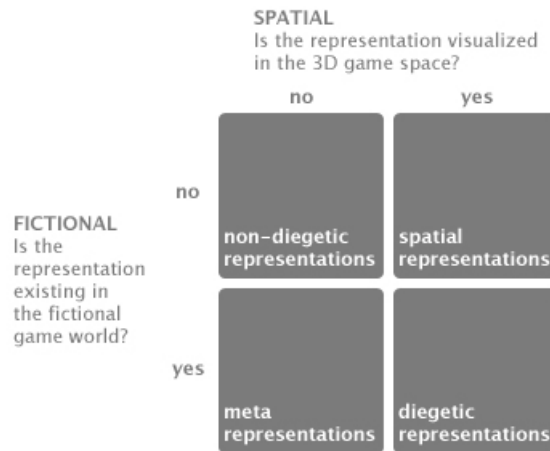 SPATIAL
Is the representation visualized
in the 3D game space?
no
yes
no
non-diegetic
representations
spatial
representations
FICTIONAL
Is the
representation
existing in
the fictional
game world?
yes
meta
representations
diegetic
representations